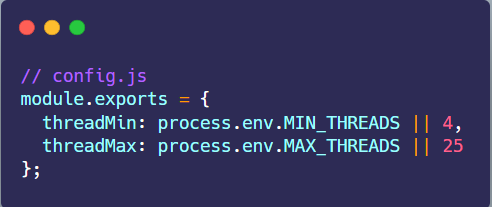 // config.js
module.exports = {
  threadMin: process.env.MIN_THREADS || 4,
  threadMax: process.env.MAX_THREADS || 25
};